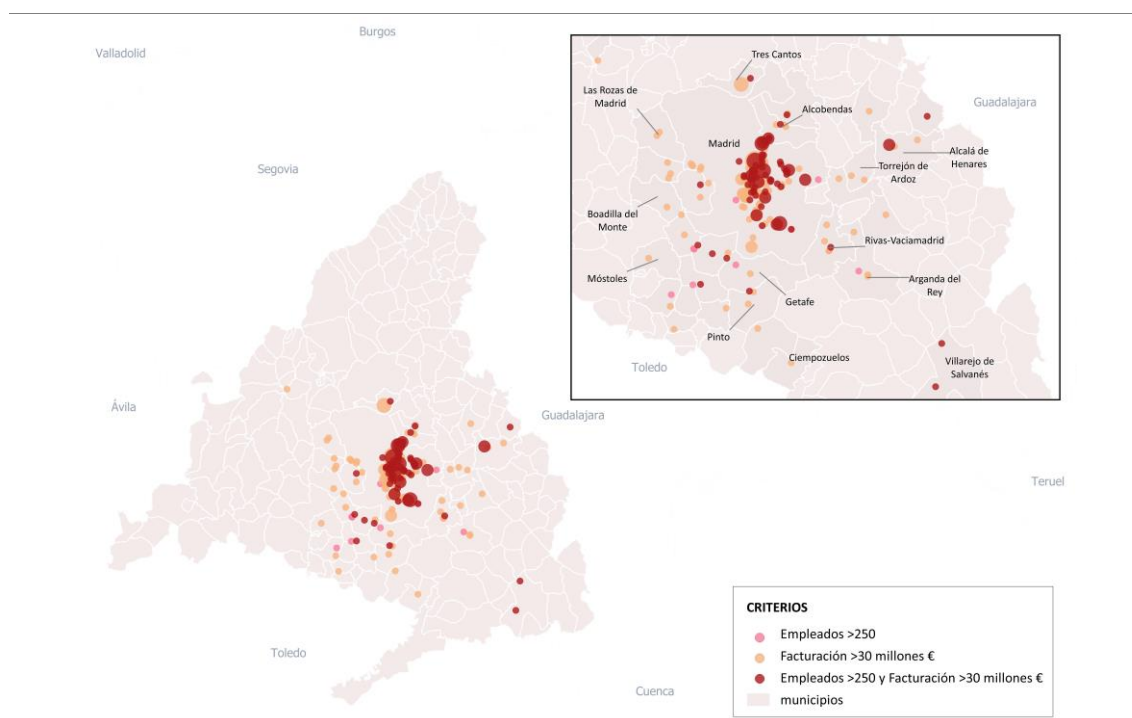 Burgos
Valladolid
Segovia
Ávila
Guadalajara
Teruel
Toledo
Cuenca
Tres Cantos
Las Rozas de
Madrid
Alcobendas
Guadalajara
Madrid
Alcalá de
Henares
Torrejón de
Ardoz
Boadilla del
Monte
Rivas-Vaciamadrid
Móstoles
Arganda del
Rey
Getafe
Pinto
Ciempozuelos
Villarejo de
Salvanés
Toledo
CRITERIOS
Empleados >250
Facturación >30 millones €
Empleados >250 y Facturación >30 millones €
municipios